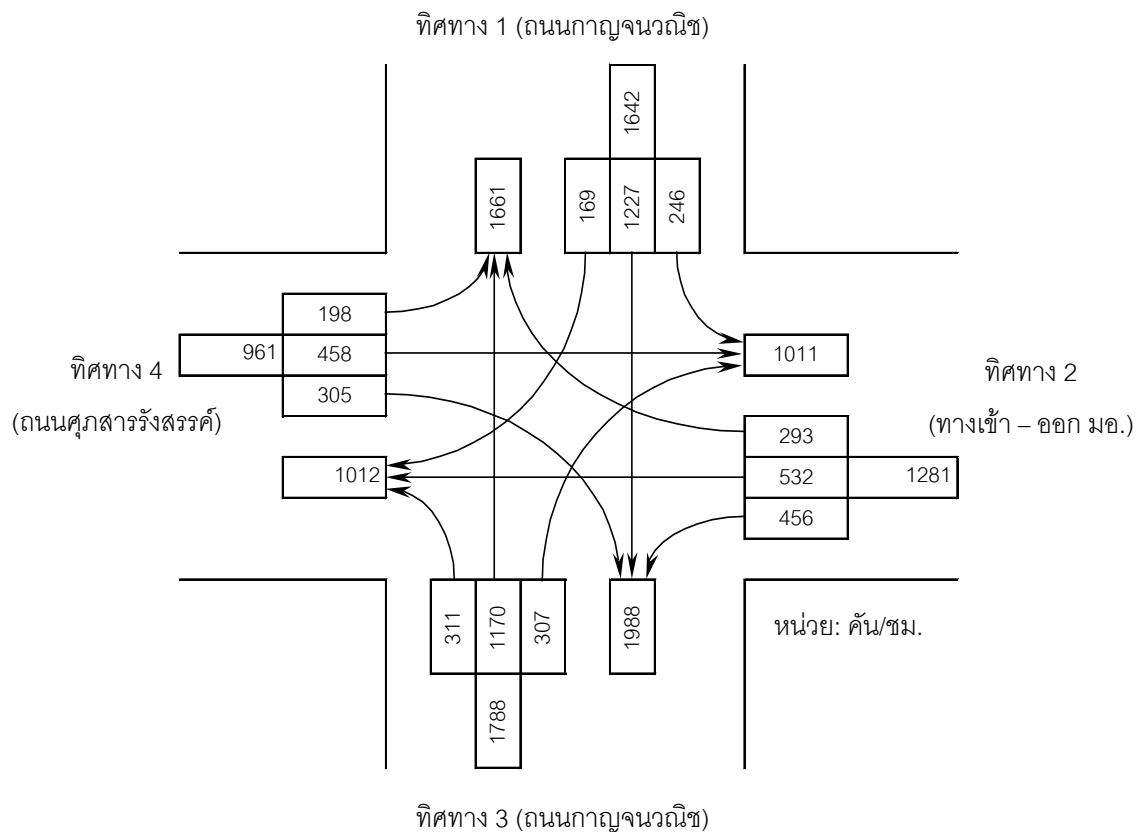 ทิศทาง 1 (ถนนกาญจนวณิช)
1642
1661
169
1227
246
198
961
458
305
1011
ทิศทาง 4
(ถนนศุภสารรังสรรค์)
ทิศทาง 2
(ทางเข้า – ออก มอ.)
293
1012
532
1281
456
311
1170
307
1988
หน่วย: คัน/ชม.
1788
ทิศทาง 3 (ถนนกาญจนวณิช)